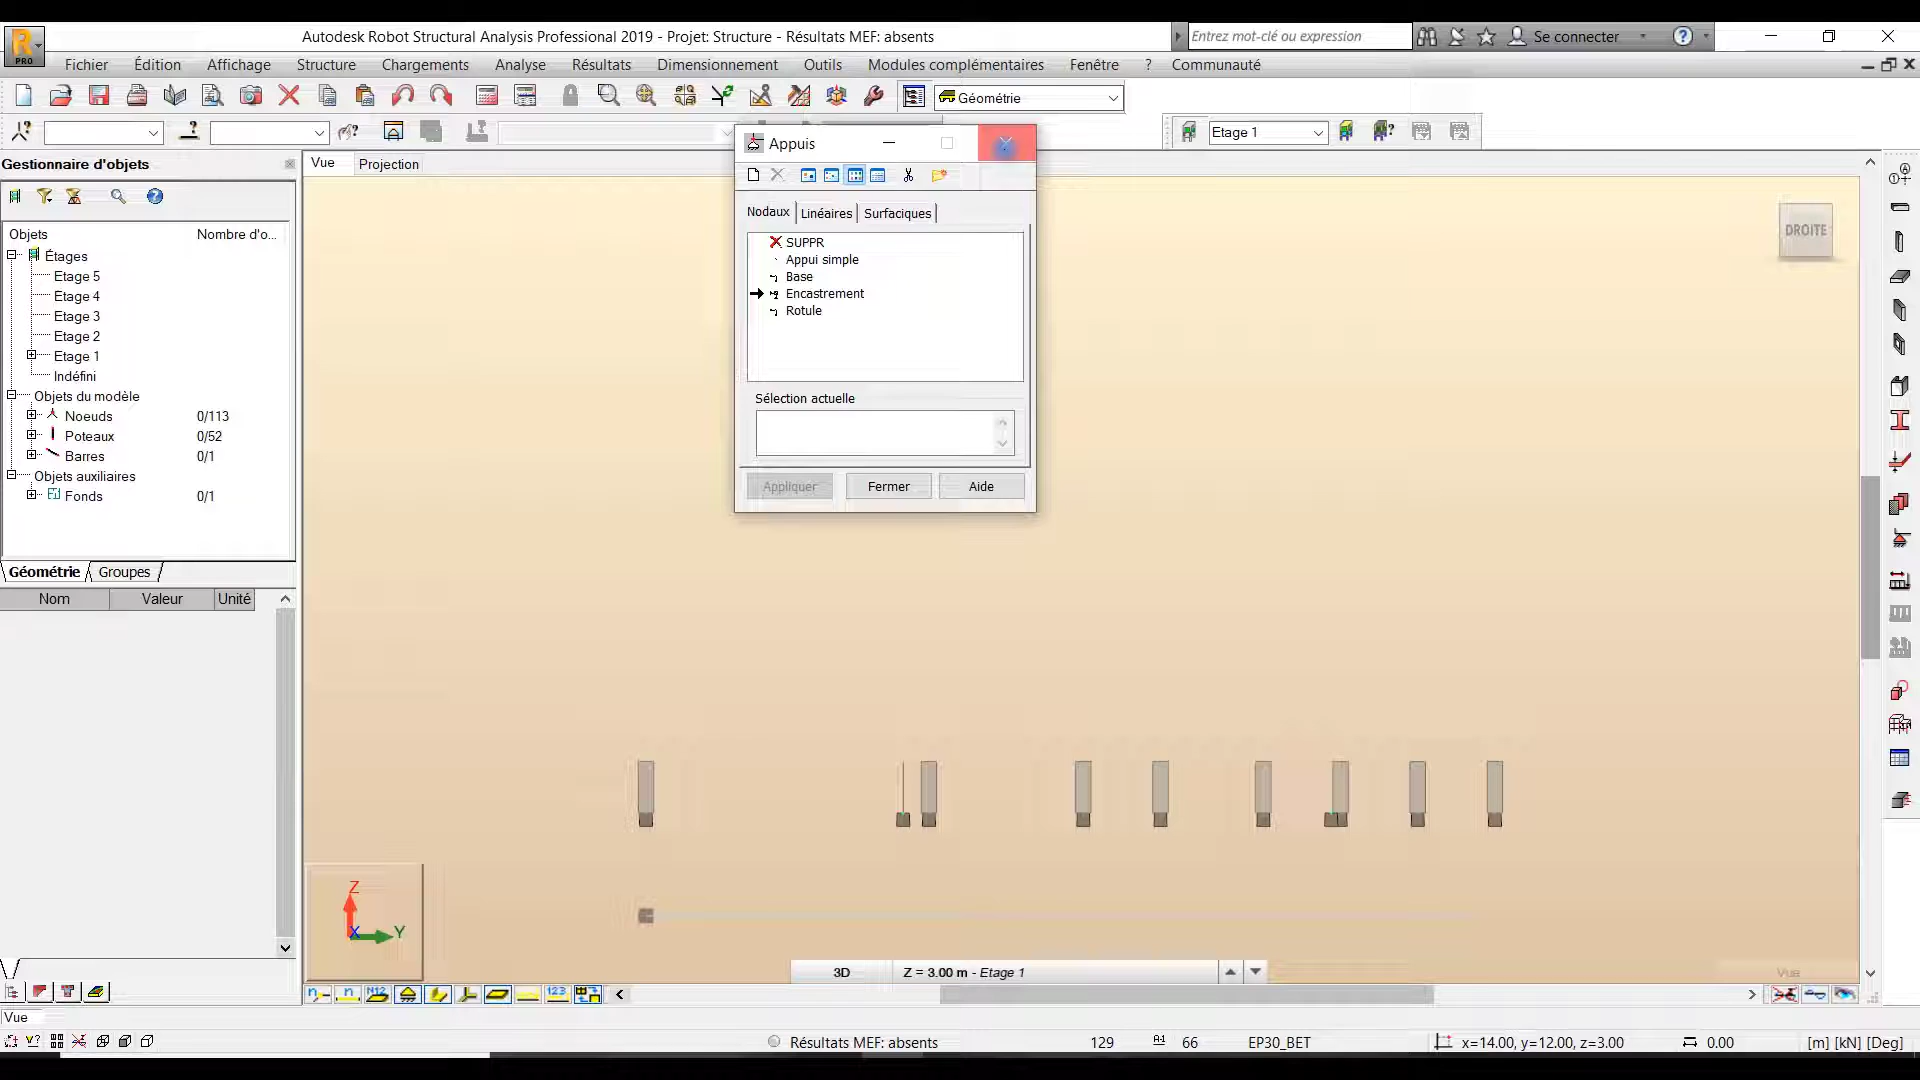 Autodesk Robot Structural Analysis Professional 2019 - Projet: Structure - Résultats MEF: absents
Entrez mot-clé ou expression
Se connecter
PRO
Fichier Édition Affichage Structure Chargements Analyse Résultats Dimensionnement Outils Modules complémentaires Fenêtre ? Communauté
Géométrie
Etage 1
Gestionnaire d'objets
Vue
Projection
Objets Nombre d'o...
Étages
Etage 5
Etage 4
Etage 3
Etage 2
Etage 1
Indéfini
Objets du modèle
Noeuds 0/113
Poteaux 0/52
Barres 0/1
Objets auxiliaires
Fonds 0/1
Géométrie Groupes
Nom Valeur Unité
Appuis
Nodaux Linéaires Surfaciques
SUPPR
Appui simple
Base
Encastrement
Rotule
Sélection actuelle
Appliquer Fermer Aide
DROITE
Z
X
Y
3D
Z = 3.00 m - Etage 1
Vue
Vue
Résultats MEF: absents
129
66
EP30_BET
x=14.00, y=12.00, z=3.00
0.00
[m] [kN] [Deg]